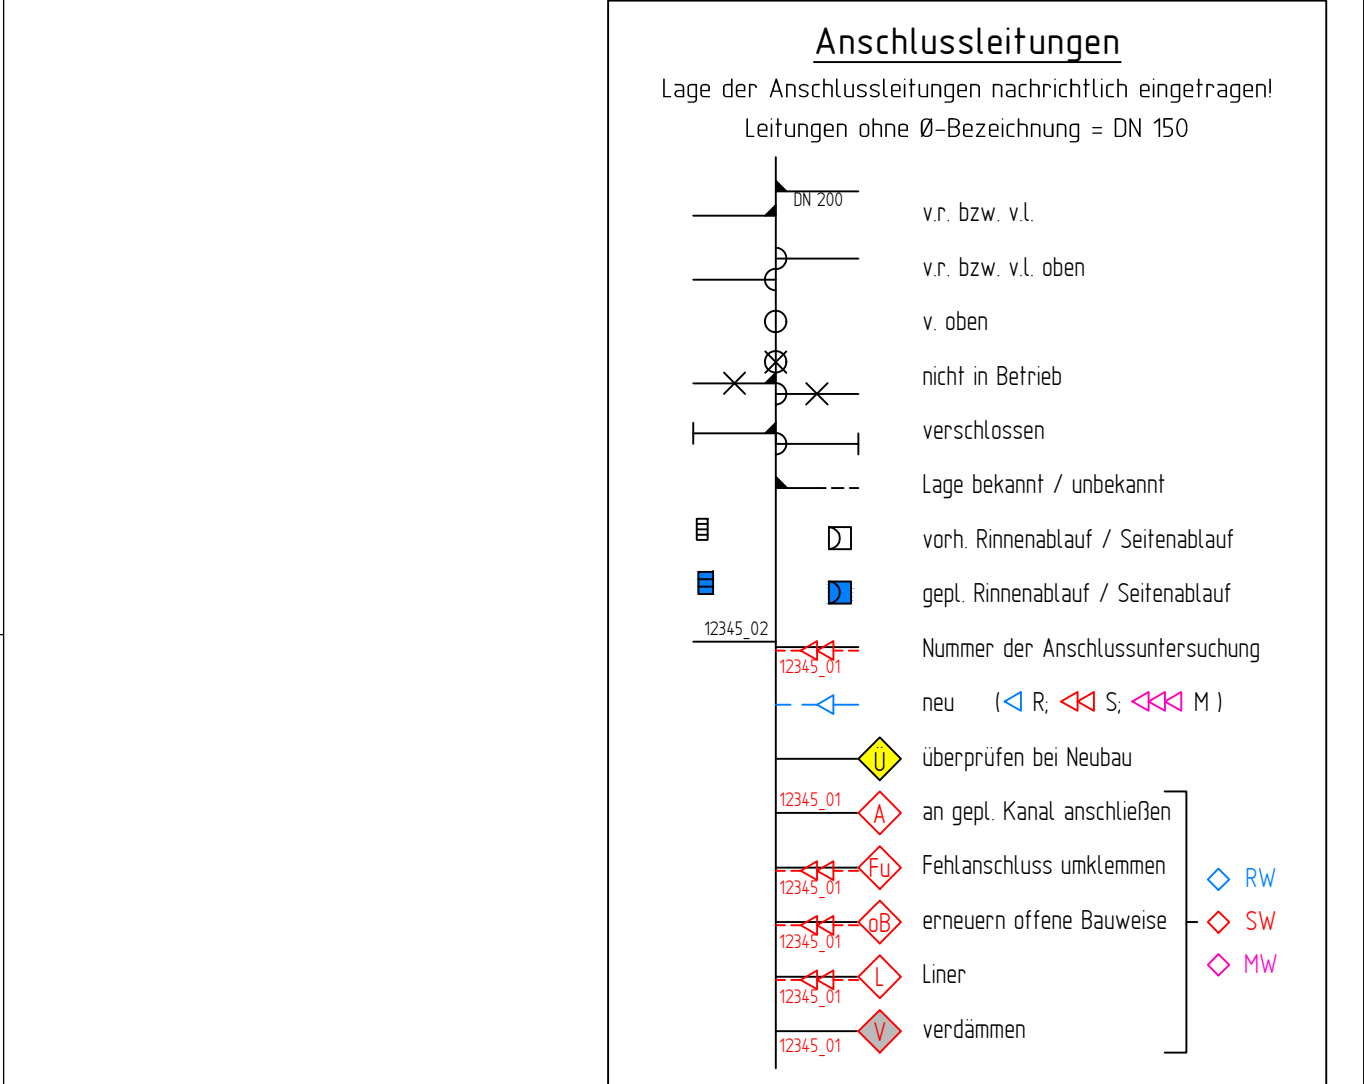 Anschlussleitungen
Lage der Anschlussleitungen nachrichtlich eingetragen!
Leitungen ohne Ø-Bezeichnung = DN 150
DN 200
v.r. bzw. v.l.
v.r. bzw. v.l. oben
v. oben
nicht in Betrieb
verschlossen
Lage bekannt / unbekannt
vorh. Rinnenablauf / Seitenablauf
gepl. Rinnenablauf / Seitenablauf
12345_02
12345_01
Nummer der Anschlussuntersuchung
neu ( R; S; M )
Ü überprüfen bei Neubau
12345_01
A an gepl. Kanal anschließen
Fu Fehlanschluss umklemmen
12345_01
RW
oB erneuern offene Bauweise
SW
12345_01
MW
L Liner
12345_01
V verdämmen
12345_01